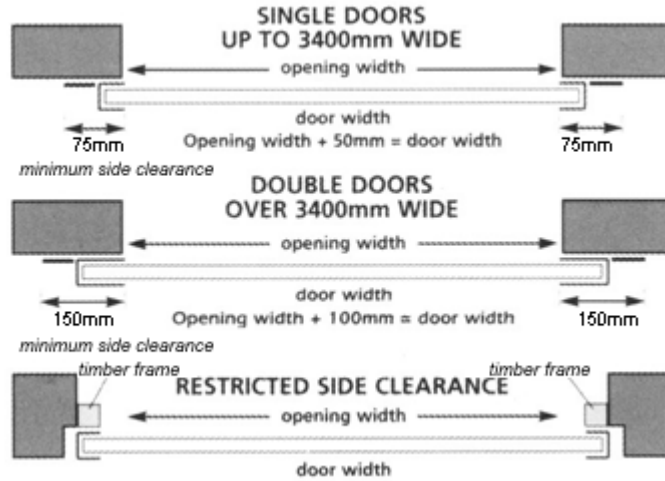 SINGLE DOORS
UP TO 3400mm WIDE
opening width
door width
75mm
Opening width + 50mm = door width
75mm
minimum side clearance
DOUBLE DOORS
OVER 3400mm WIDE
opening width
door width
150mm
Opening width + 100mm = door width
150mm
minimum side clearance
timber frame
timber frame
RESTRICTED SIDE CLEARANCE
opening width
door width